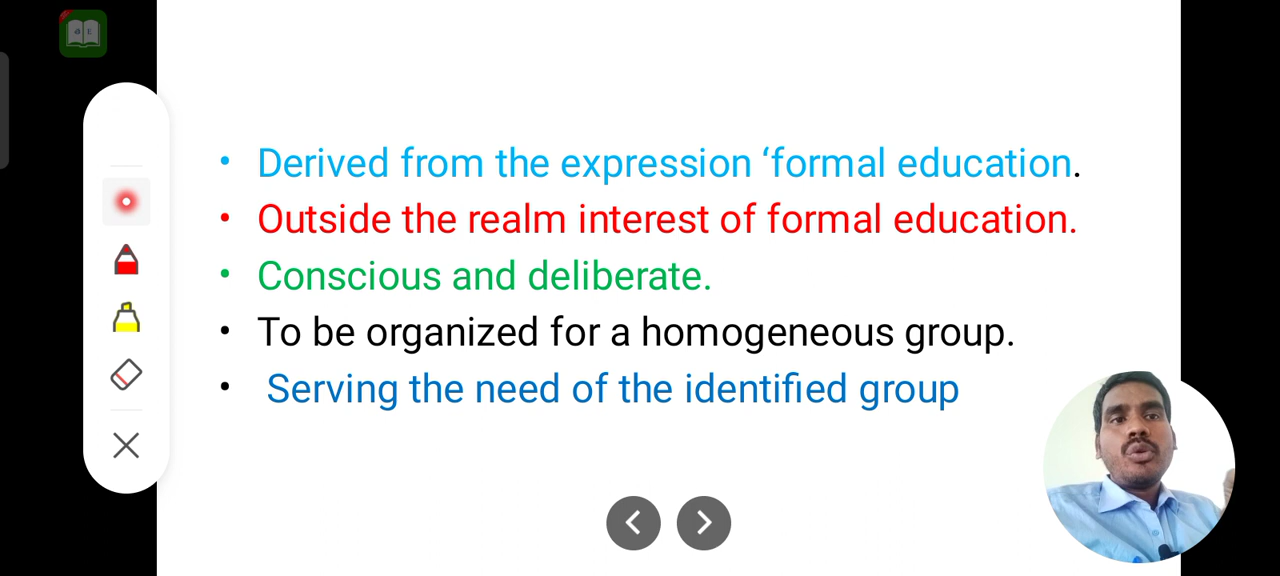 • Derived from the expression ‘formal education.
• Outside the realm interest of formal education.
• Conscious and deliberate.
• To be organized for a homogeneous group.
• Serving the need of the identified group